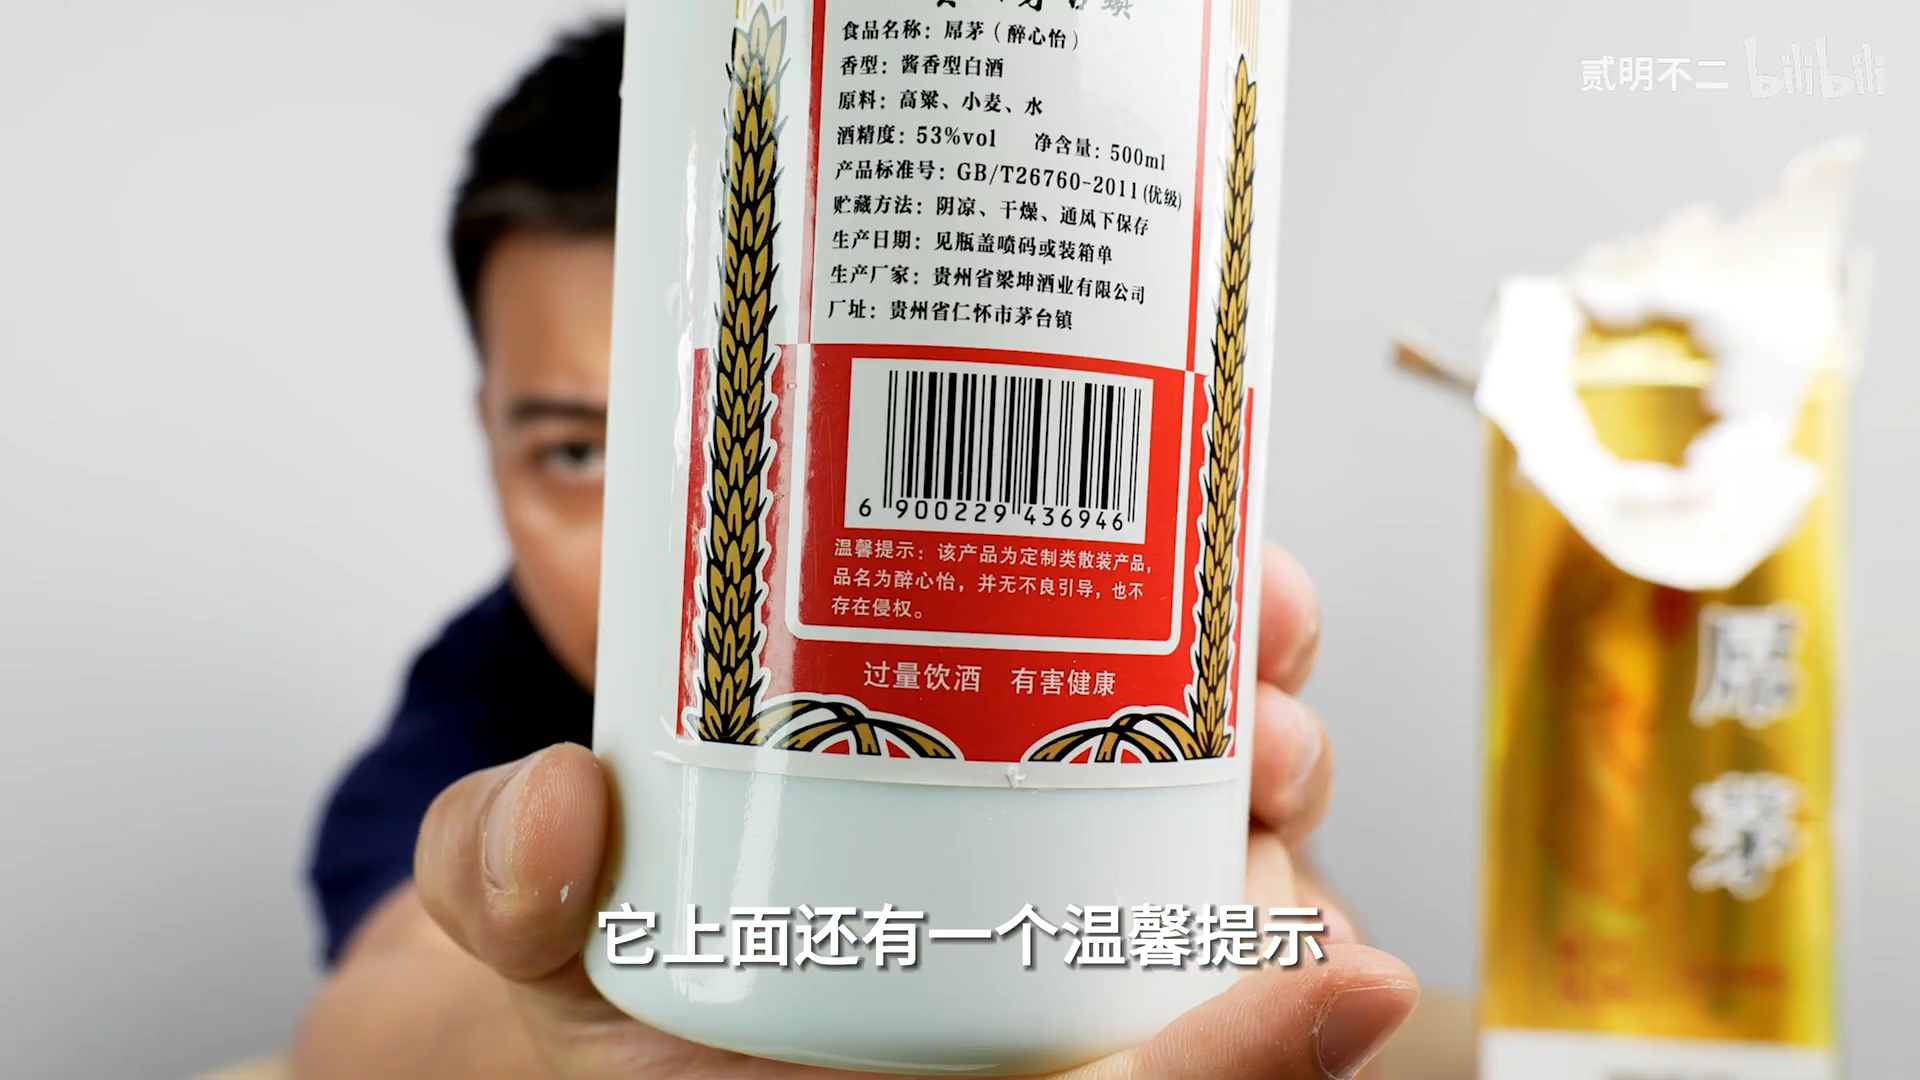 贰明不二 bilibili
食品名称：屌茅（醉心怡）
香型：酱香型白酒
原料：高粱、小麦、水
酒精度：53%vol 净含量：500ml
产品标准号：GB/T26760-2011(优级)
贮藏方法：阴凉、干燥、通风下保存
生产日期：见瓶盖喷码或装箱单
生产厂家：贵州省梁坤酒业有限公司
厂址：贵州省仁怀市茅台镇
6 900229 436946
温馨提示：该产品为定制类散装产品，
品名为醉心怡，并无不良引导，也不
存在侵权。
过量饮酒 有害健康
屌茅
它上面还有一个温馨提示